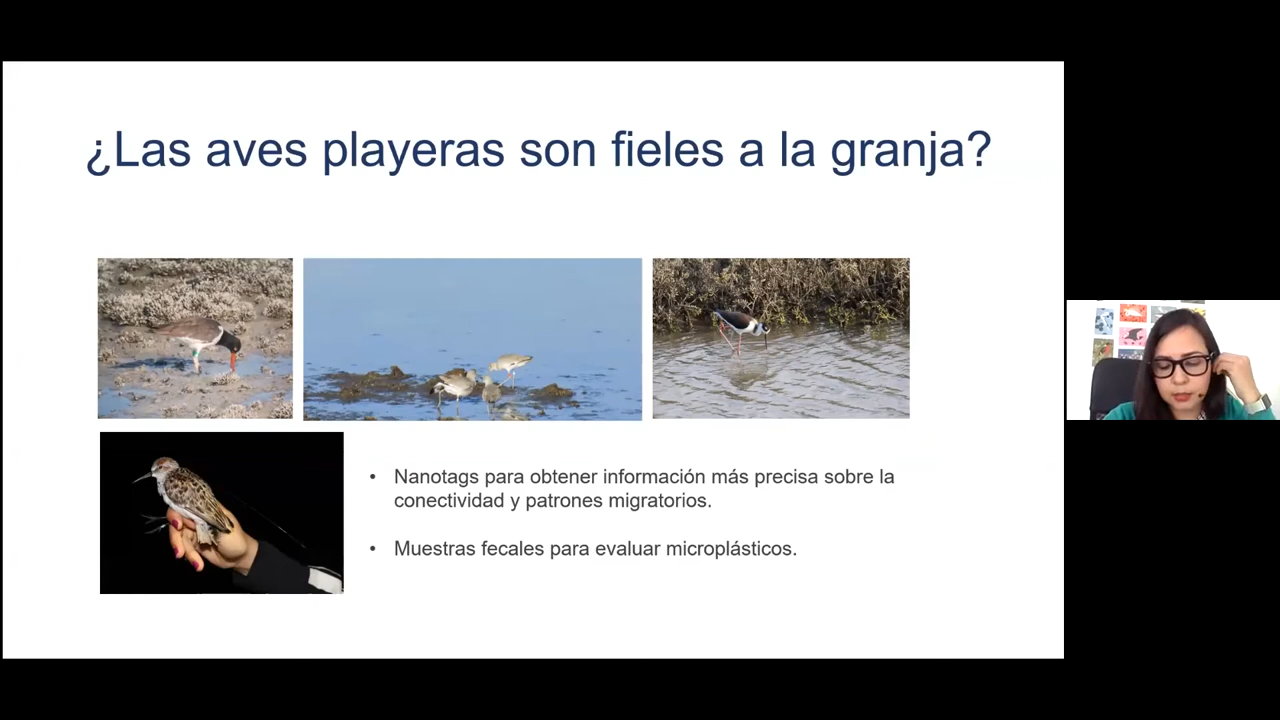 ¿Las aves playeras son fieles a la granja?
• Nanotags para obtener información más precisa sobre la
conectividad y patrones migratorios.
• Muestras fecales para evaluar microplásticos.